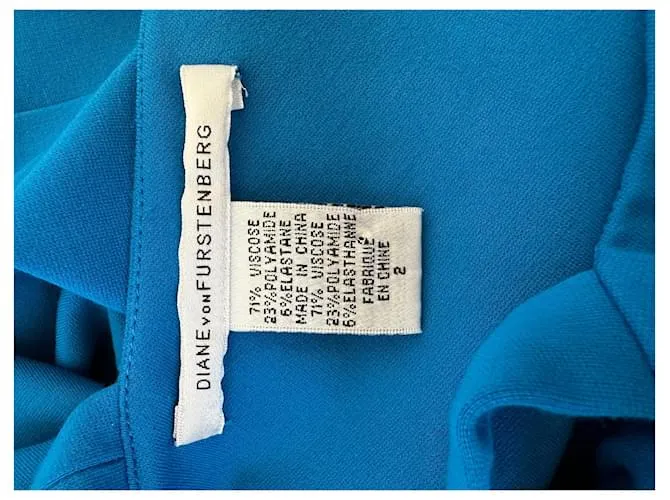 DIANE VON FURSTENBERG
71% VISCOSE
23%POLYAMIDE
6%ELASTANE
MADE IN CHINA
71% VISCOSE
23%POLYAMIDE
6%ELASTHANNE
FABRIQUÉ
EN CHINE
2